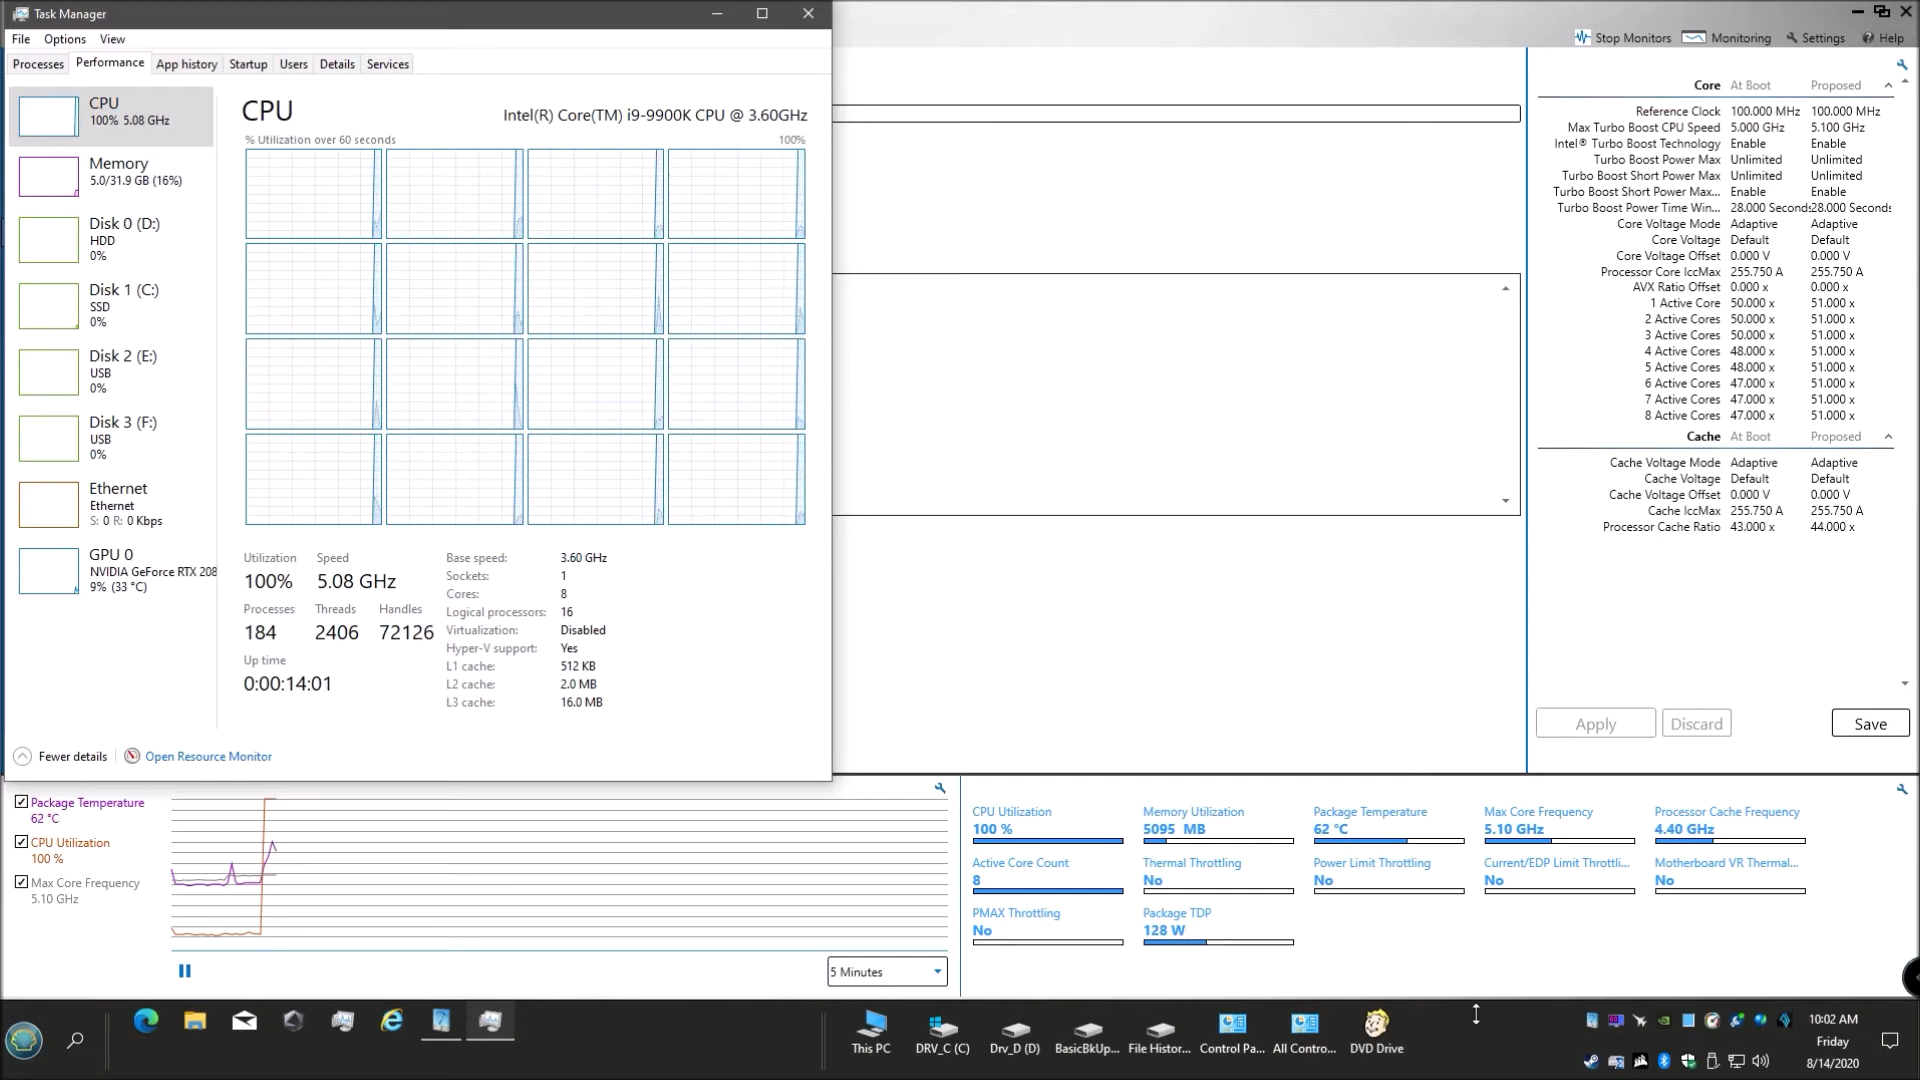 Task Manager
File Options View
Processes Performance App history Startup Users Details Services
CPU
100% 5.08 GHz
Memory
5.0/31.9 GB (16%)
Disk 0 (D:)
HDD
0%
Disk 1 (C:)
SSD
0%
Disk 2 (E:)
USB
0%
Disk 3 (F:)
USB
0%
Ethernet
Ethernet
S: 0 R: 0 Kbps
GPU 0
NVIDIA GeForce RTX 208
9% (33 °C)
CPU
Intel(R) Core(TM) i9-9900K CPU @ 3.60GHz
% Utilization over 60 seconds 100%
Utilization Speed
100% 5.08 GHz
Processes Threads Handles
184 2406 72126
Up time
0:00:14:01
Base speed: 3.60 GHz
Sockets: 1
Cores: 8
Logical processors: 16
Virtualization: Disabled
Hyper-V support: Yes
L1 cache: 512 KB
L2 cache: 2.0 MB
L3 cache: 16.0 MB
Fewer details Open Resource Monitor
Stop Monitors Monitoring Settings Help
Core At Boot Proposed
Reference Clock 100.000 MHz 100.000 MHz
Max Turbo Boost CPU Speed 5.000 GHz 5.100 GHz
Intel® Turbo Boost Technology Enable Enable
Turbo Boost Power Max Unlimited Unlimited
Turbo Boost Short Power Max Unlimited Unlimited
Turbo Boost Short Power Max... Enable Enable
Turbo Boost Power Time Win... 28.000 Seconds 28.000 Seconds
Core Voltage Mode Adaptive Adaptive
Core Voltage Default Default
Core Voltage Offset 0.000 V 0.000 V
Processor Core IccMax 255.750 A 255.750 A
AVX Ratio Offset 0.000 x 0.000 x
1 Active Core 50.000 x 51.000 x
2 Active Cores 50.000 x 51.000 x
3 Active Cores 50.000 x 51.000 x
4 Active Cores 48.000 x 51.000 x
5 Active Cores 48.000 x 51.000 x
6 Active Cores 47.000 x 51.000 x
7 Active Cores 47.000 x 51.000 x
8 Active Cores 47.000 x 51.000 x
Cache At Boot Proposed
Cache Voltage Mode Adaptive Adaptive
Cache Voltage Default Default
Cache Voltage Offset 0.000 V 0.000 V
Cache IccMax 255.750 A 255.750 A
Processor Cache Ratio 43.000 x 44.000 x
Apply Discard Save
Package Temperature
62 °C
CPU Utilization
100 %
Max Core Frequency
5.10 GHz
5 Minutes
CPU Utilization Memory Utilization Package Temperature Max Core Frequency Processor Cache Frequency
100 % 5095 MB 62 °C 5.10 GHz 4.40 GHz
Active Core Count Thermal Throttling Power Limit Throttling Current/EDP Limit Throttli... Motherboard VR Thermal...
8 No No No No
PMAX Throttling Package TDP
No 128 W
This PC DRV_C (C) Drv_D (D) BasicBkUp... File Histor... Control Pa... All Contro... DVD Drive
10:02 AM
Friday
8/14/2020